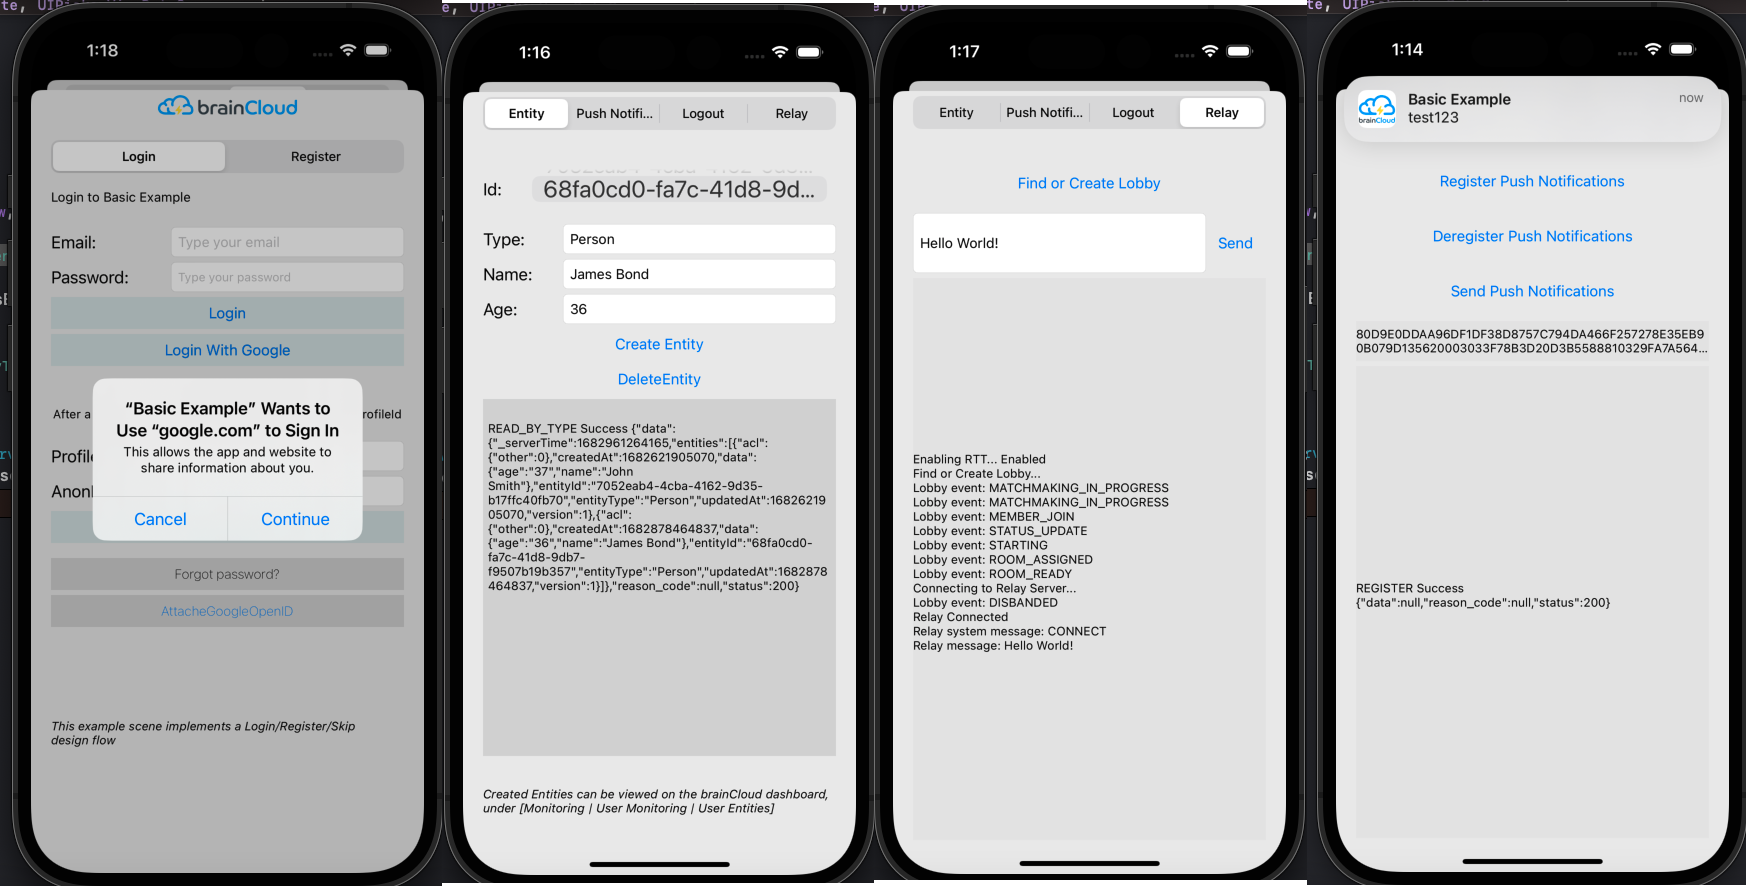 1:18
brainCloud
Login
Register
Login to Basic Example
Email:
Type your email
Password:
Type your password
Login
Login With Google
After a
rofileId
“Basic Example” Wants to
Use “google.com” to Sign In
This allows the app and website to
share information about you.
Cancel
Continue
Forgot password?
AttacheGoogleOpenID
This example scene implements a Login/Register/Skip
design flow
1:16
Entity
Push Notifi...
Logout
Relay
Id:
68fa0cd0-fa7c-41d8-9d...
Type:
Person
Name:
James Bond
Age:
36
Create Entity
DeleteEntity
READ_BY_TYPE Success {"data":
{"_serverTime":1682961264165,"entities":[{"acl":
{"other":0},"createdAt":1682621905070,"data":
{"age":"37","name":"John
Smith"},"entityId":"7052eab4-4cba-4162-9d35-
b17ffc40fb70","entityType":"Person","updatedAt":16826219
05070,"version":1},{"acl":
{"other":0},"createdAt":1682878464837,"data":
{"age":"36","name":"James Bond"},"entityId":"68fa0cd0-
fa7c-41d8-9db7-
f9507b19b357","entityType":"Person","updatedAt":1682878
464837,"version":1}]},"reason_code":null,"status":200}
Created Entities can be viewed on the brainCloud dashboard,
under [Monitoring | User Monitoring | User Entities]
1:17
Entity
Push Notifi...
Logout
Relay
Find or Create Lobby
Hello World!
Send
Enabling RTT... Enabled
Find or Create Lobby...
Lobby event: MATCHMAKING_IN_PROGRESS
Lobby event: MATCHMAKING_IN_PROGRESS
Lobby event: MEMBER_JOIN
Lobby event: STATUS_UPDATE
Lobby event: STARTING
Lobby event: ROOM_ASSIGNED
Lobby event: ROOM_READY
Connecting to Relay Server...
Lobby event: DISBANDED
Relay Connected
Relay system message: CONNECT
Relay message: Hello World!
1:14
brainCloud
Basic Example
now
test123
Register Push Notifications
Deregister Push Notifications
Send Push Notifications
80D9E0DDAA96DF1DF38D8757C794DA466F257278E35EB9
0B079D135620003033F78B3D20D3B5588810329FA7A564...
REGISTER Success
{"data":null,"reason_code":null,"status":200}